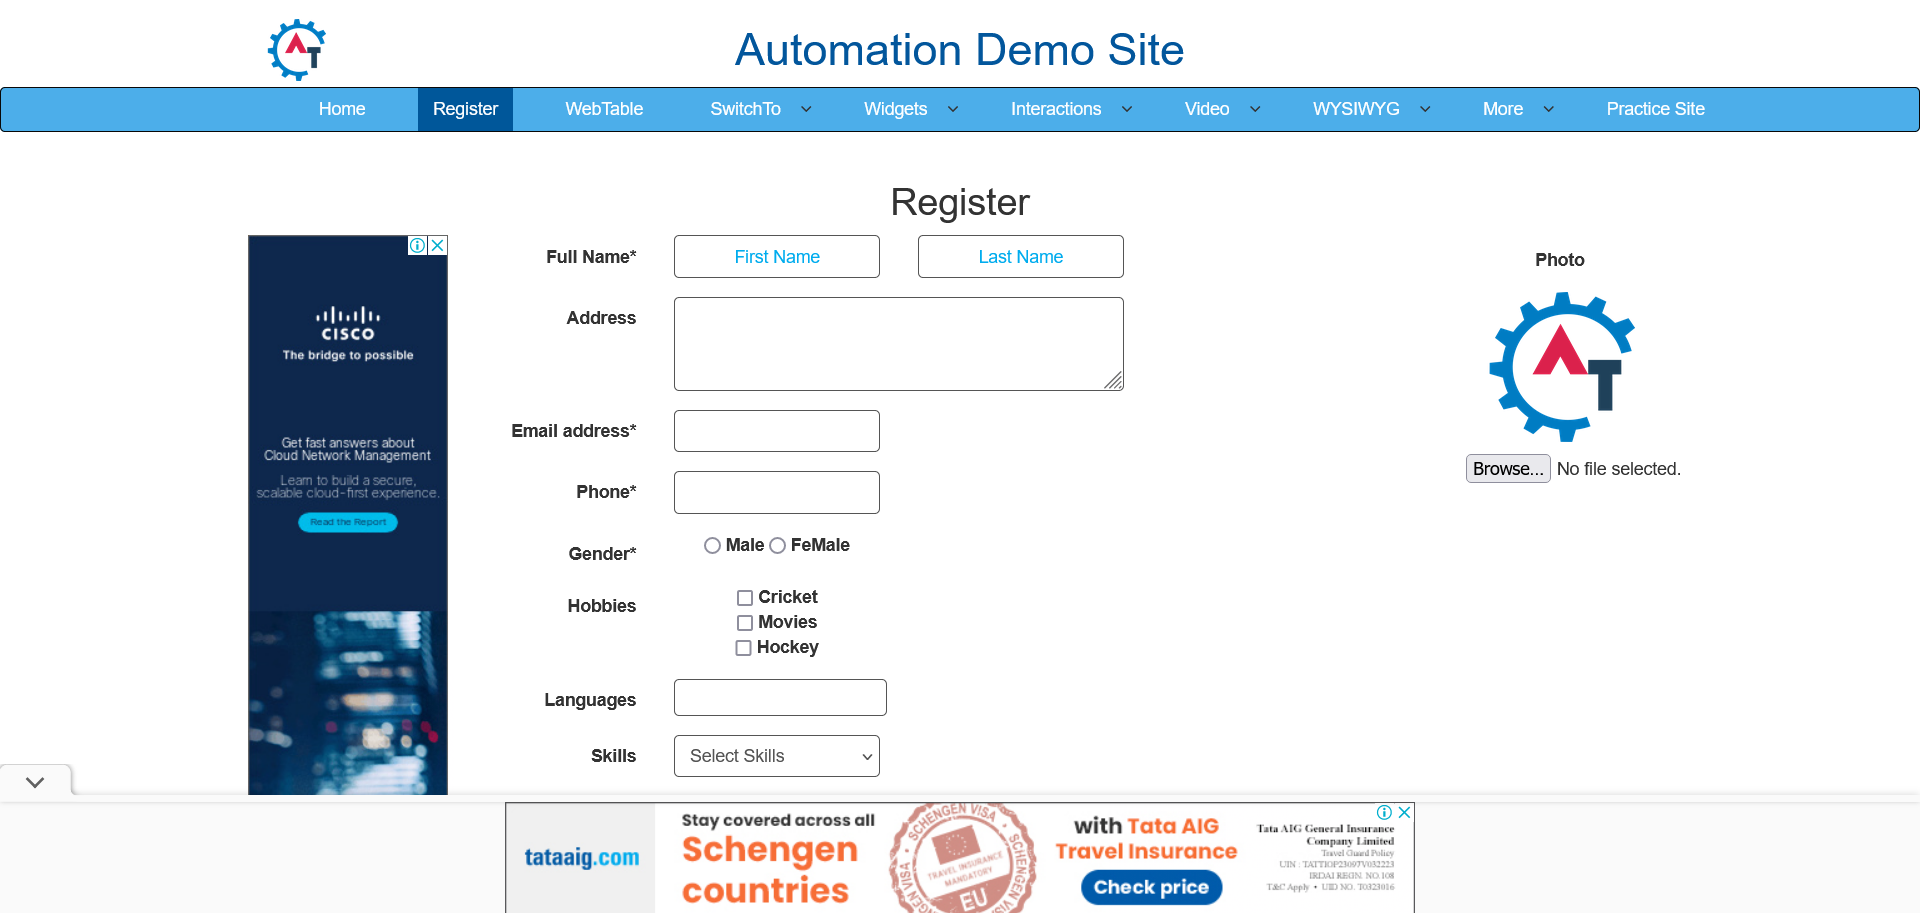 AT
Automation Demo Site
Home Register WebTable SwitchTo Widgets Interactions Video WYSIWYG More Practice Site
Register
Full Name* First Name Last Name
Address
Email address*
Phone*
Gender* Male FeMale
Hobbies Cricket
Movies
Hockey
Languages
Skills Select Skills
Photo
AT
Browse... No file selected.
CISCO
The bridge to possible
Get fast answers about
Cloud Network Management
Learn to build a secure,
scalable cloud-first experience.
Read the Report
tataaig.com
Stay covered across all
Schengen
countries
SCHENGEN VISA
TRAVEL INSURANCE
MANDATORY
EU
with Tata AIG
Travel Insurance
Check price
Tata AIG General Insurance
Company Limited
Travel Guard Policy
UIN : TATTIOP23097V032223
IRDAI REGN. NO.108
T&C Apply • UID NO. T0323016